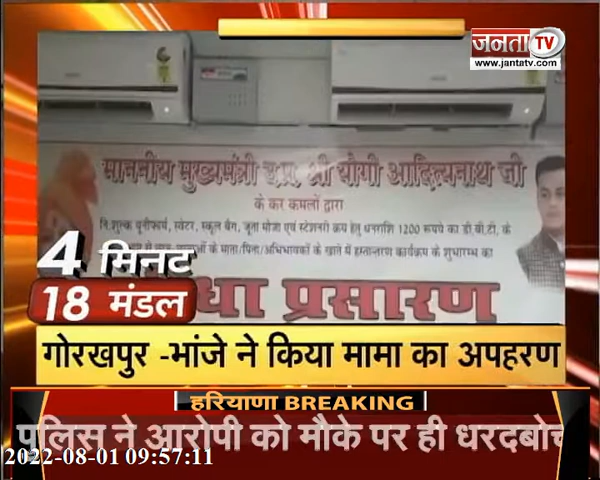 जनता TV
www.jantatv.com
माननीय मुख्यमंत्री उ.प्र. श्री योगी आदित्यनाथ जी
के कर कमलों द्वारा
नि:शुल्क यूनीफार्म, स्वेटर, स्कूल बैग, जूता मोजा एवं स्टेशनरी क्रय हेतु धनराशि 1200 रूपये का डी.बी.टी. के
के माता/पिता/अभिभावकों के खाते में हस्तान्तरण कार्यक्रम के शुभारम्भ का
धा प्रसारण
4 मिनट
18 मंडल
गोरखपुर -भांजे ने किया मामा का अपहरण
हरियाणा BREAKING
पुलिस ने आरोपी को मौके पर ही धरदबोच
2022-08-01 09:57:11